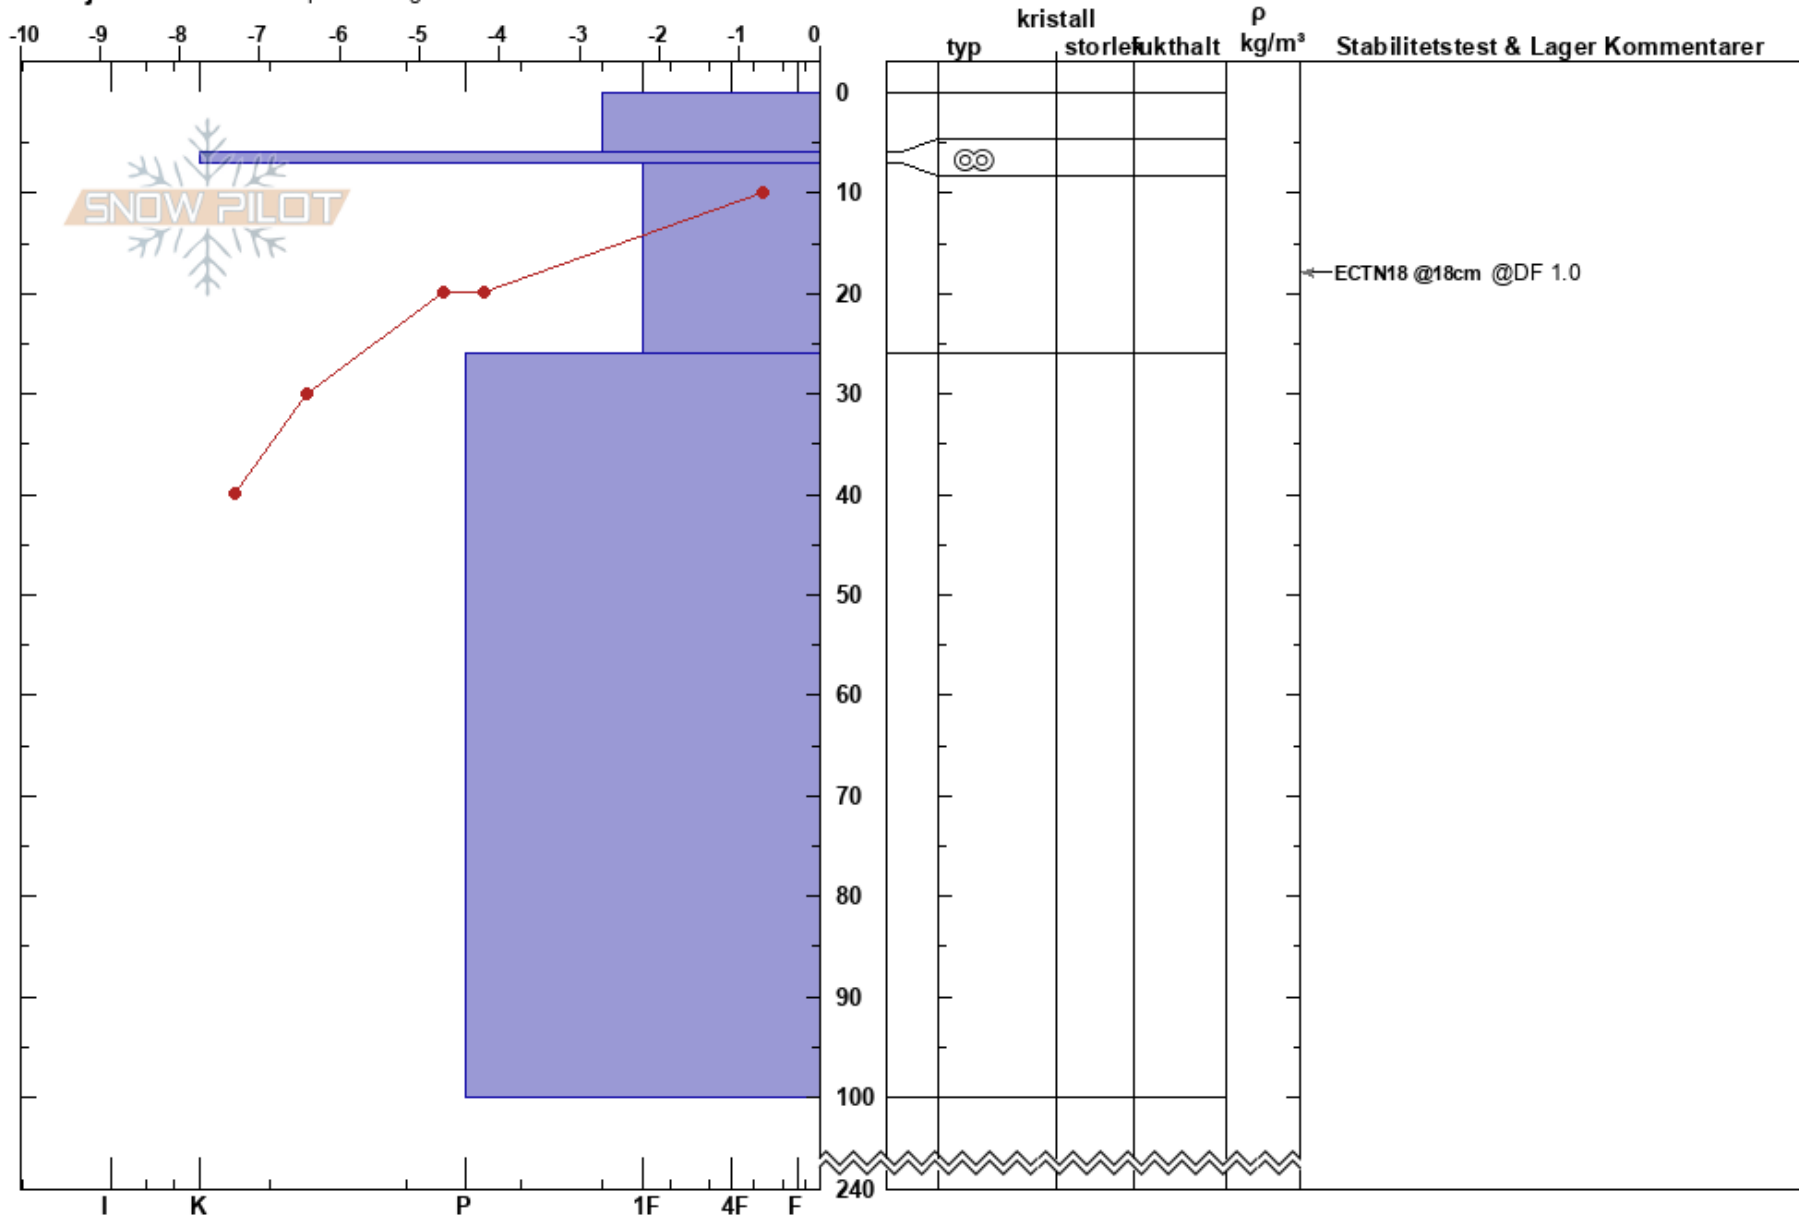 -10 -9 -8 -7 -6 -5 -4 -3 -2 -1 0
kristall
ρ
typ storlek fukthalt kg/m³ Stabilitetstest & Lager Kommentarer
0
SNOW PILOT
10
ECTN18 @18cm @DF 1.0
20
30
40
50
60
70
80
90
100
240
I K P 1F 4F F